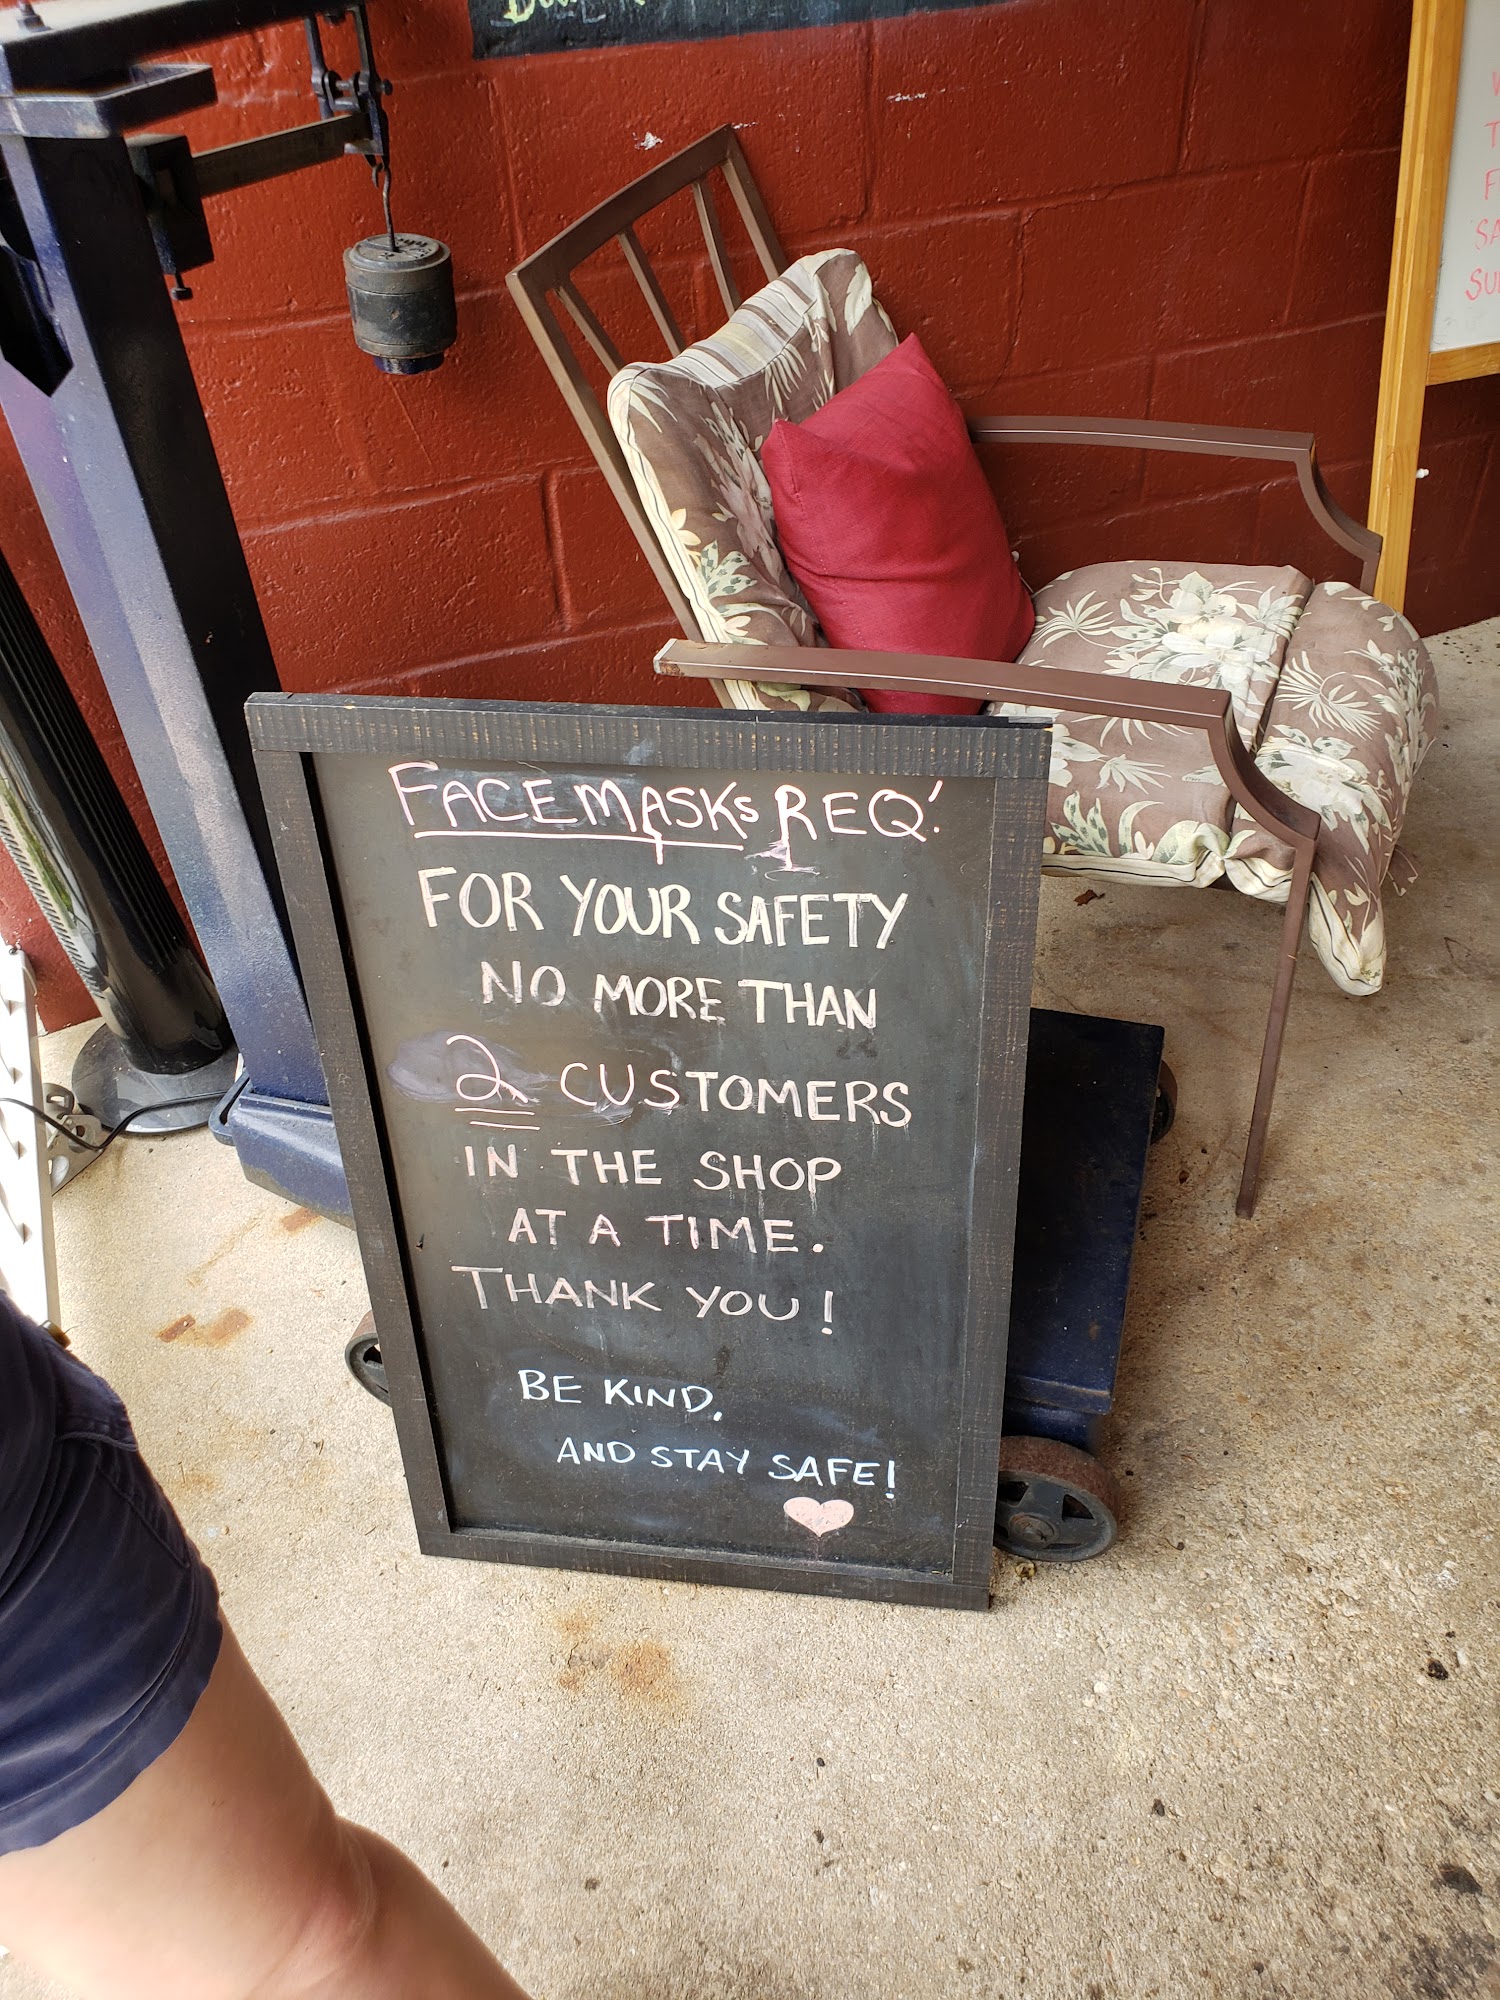 FACEMASKS REQ'.
FOR YOUR SAFETY
NO MORE THAN
2 CUSTOMERS
IN THE SHOP
AT A TIME.
THANK YOU!
BE KIND,
AND STAY SAFE!